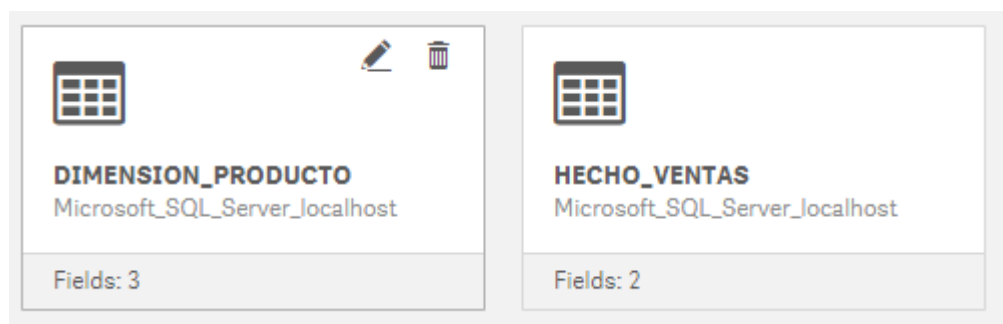 DIMENSION_PRODUCTO
Microsoft_SQL_Server_localhost
Fields: 3
HECHO_VENTAS
Microsoft_SQL_Server_localhost
Fields: 2